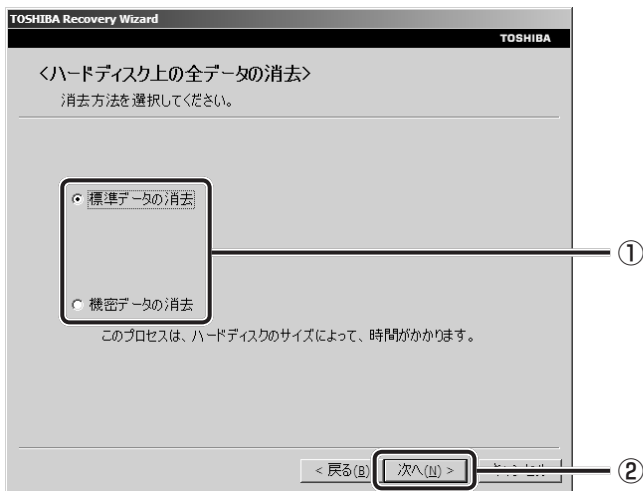 TOSHIBA Recovery Wizard
TOSHIBA
<ハードディスク上の全データの消去>
消去方法を選択してください。
標準データの消去
①
機密データの消去
このプロセスは、ハードディスクのサイズによって、時間がかかります。
< 戻る(B) 次へ(N) > ②